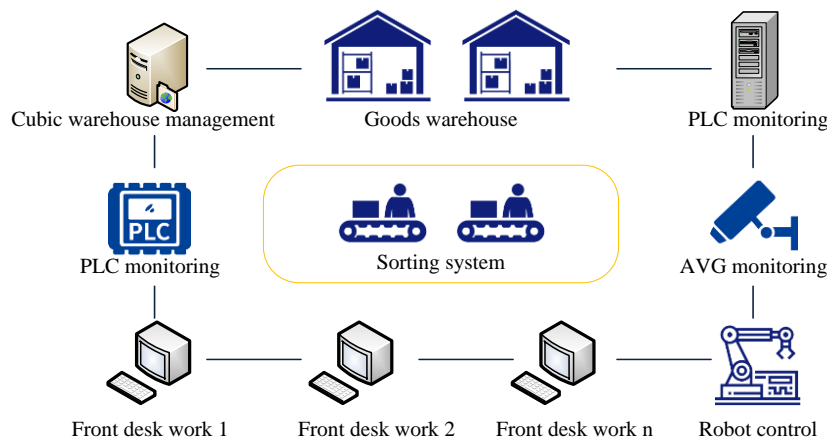 Cubic warehouse management
Goods warehouse
PLC monitoring
PLC
PLC monitoring
Sorting system
AVG monitoring
Front desk work 1
Front desk work 2
Front desk work n
Robot control